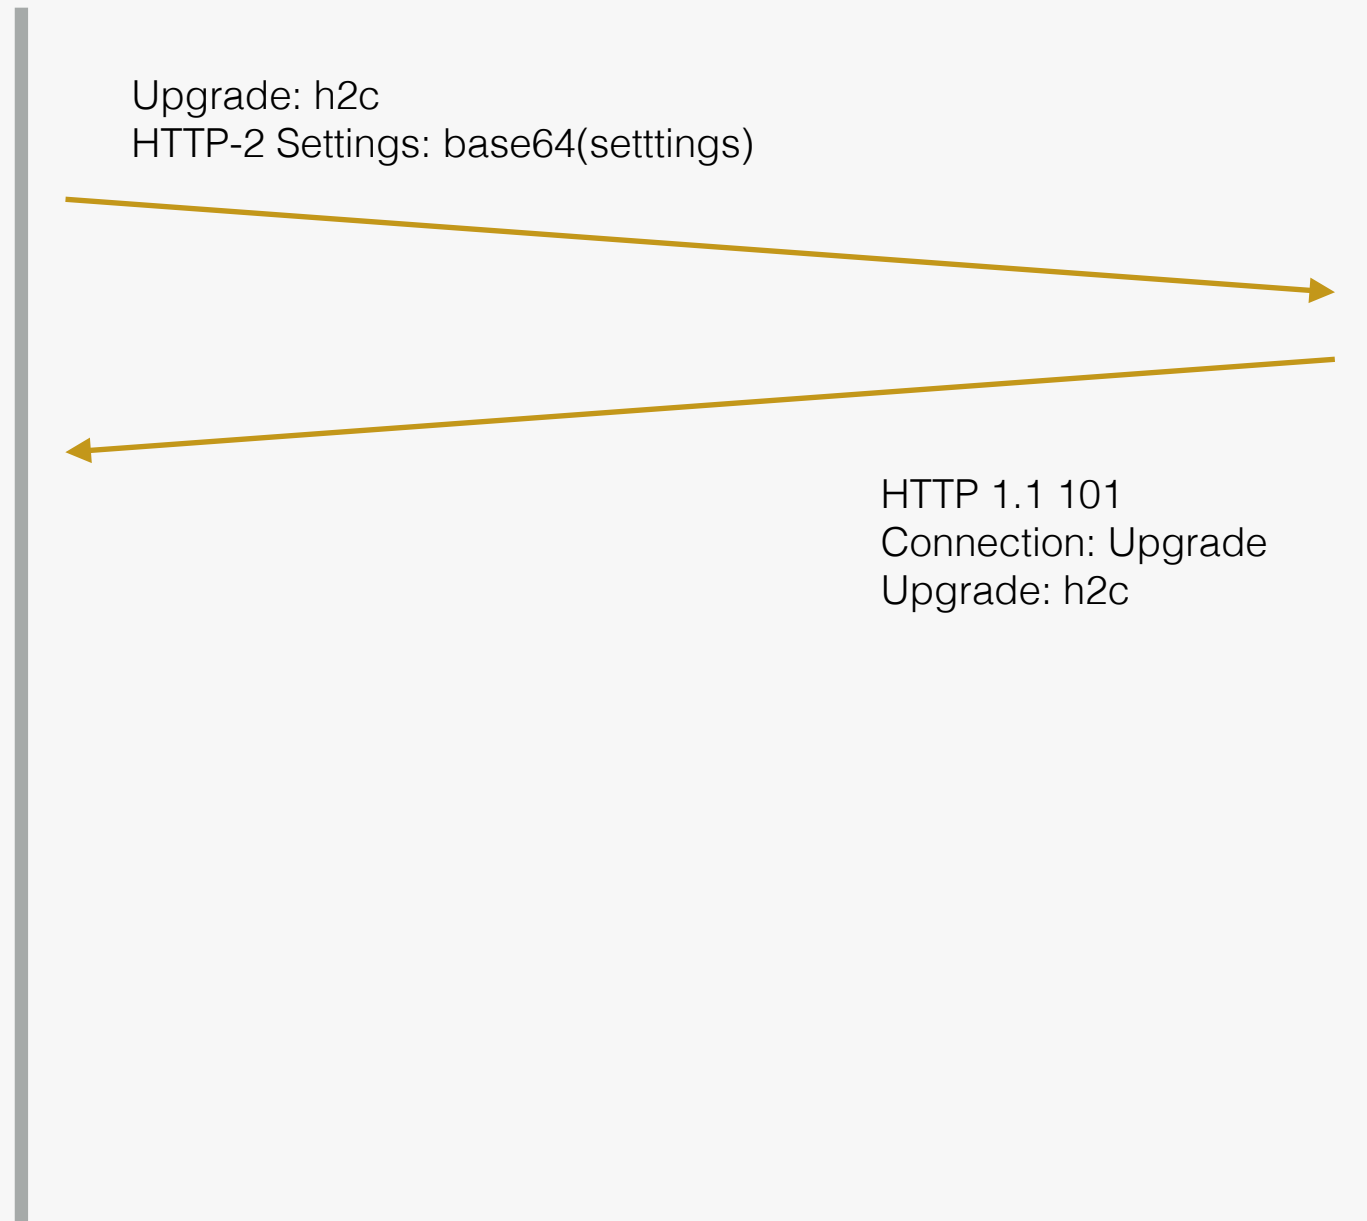 Upgrade: h2c
HTTP-2 Settings: base64(setttings)
HTTP 1.1 101
Connection: Upgrade
Upgrade: h2c